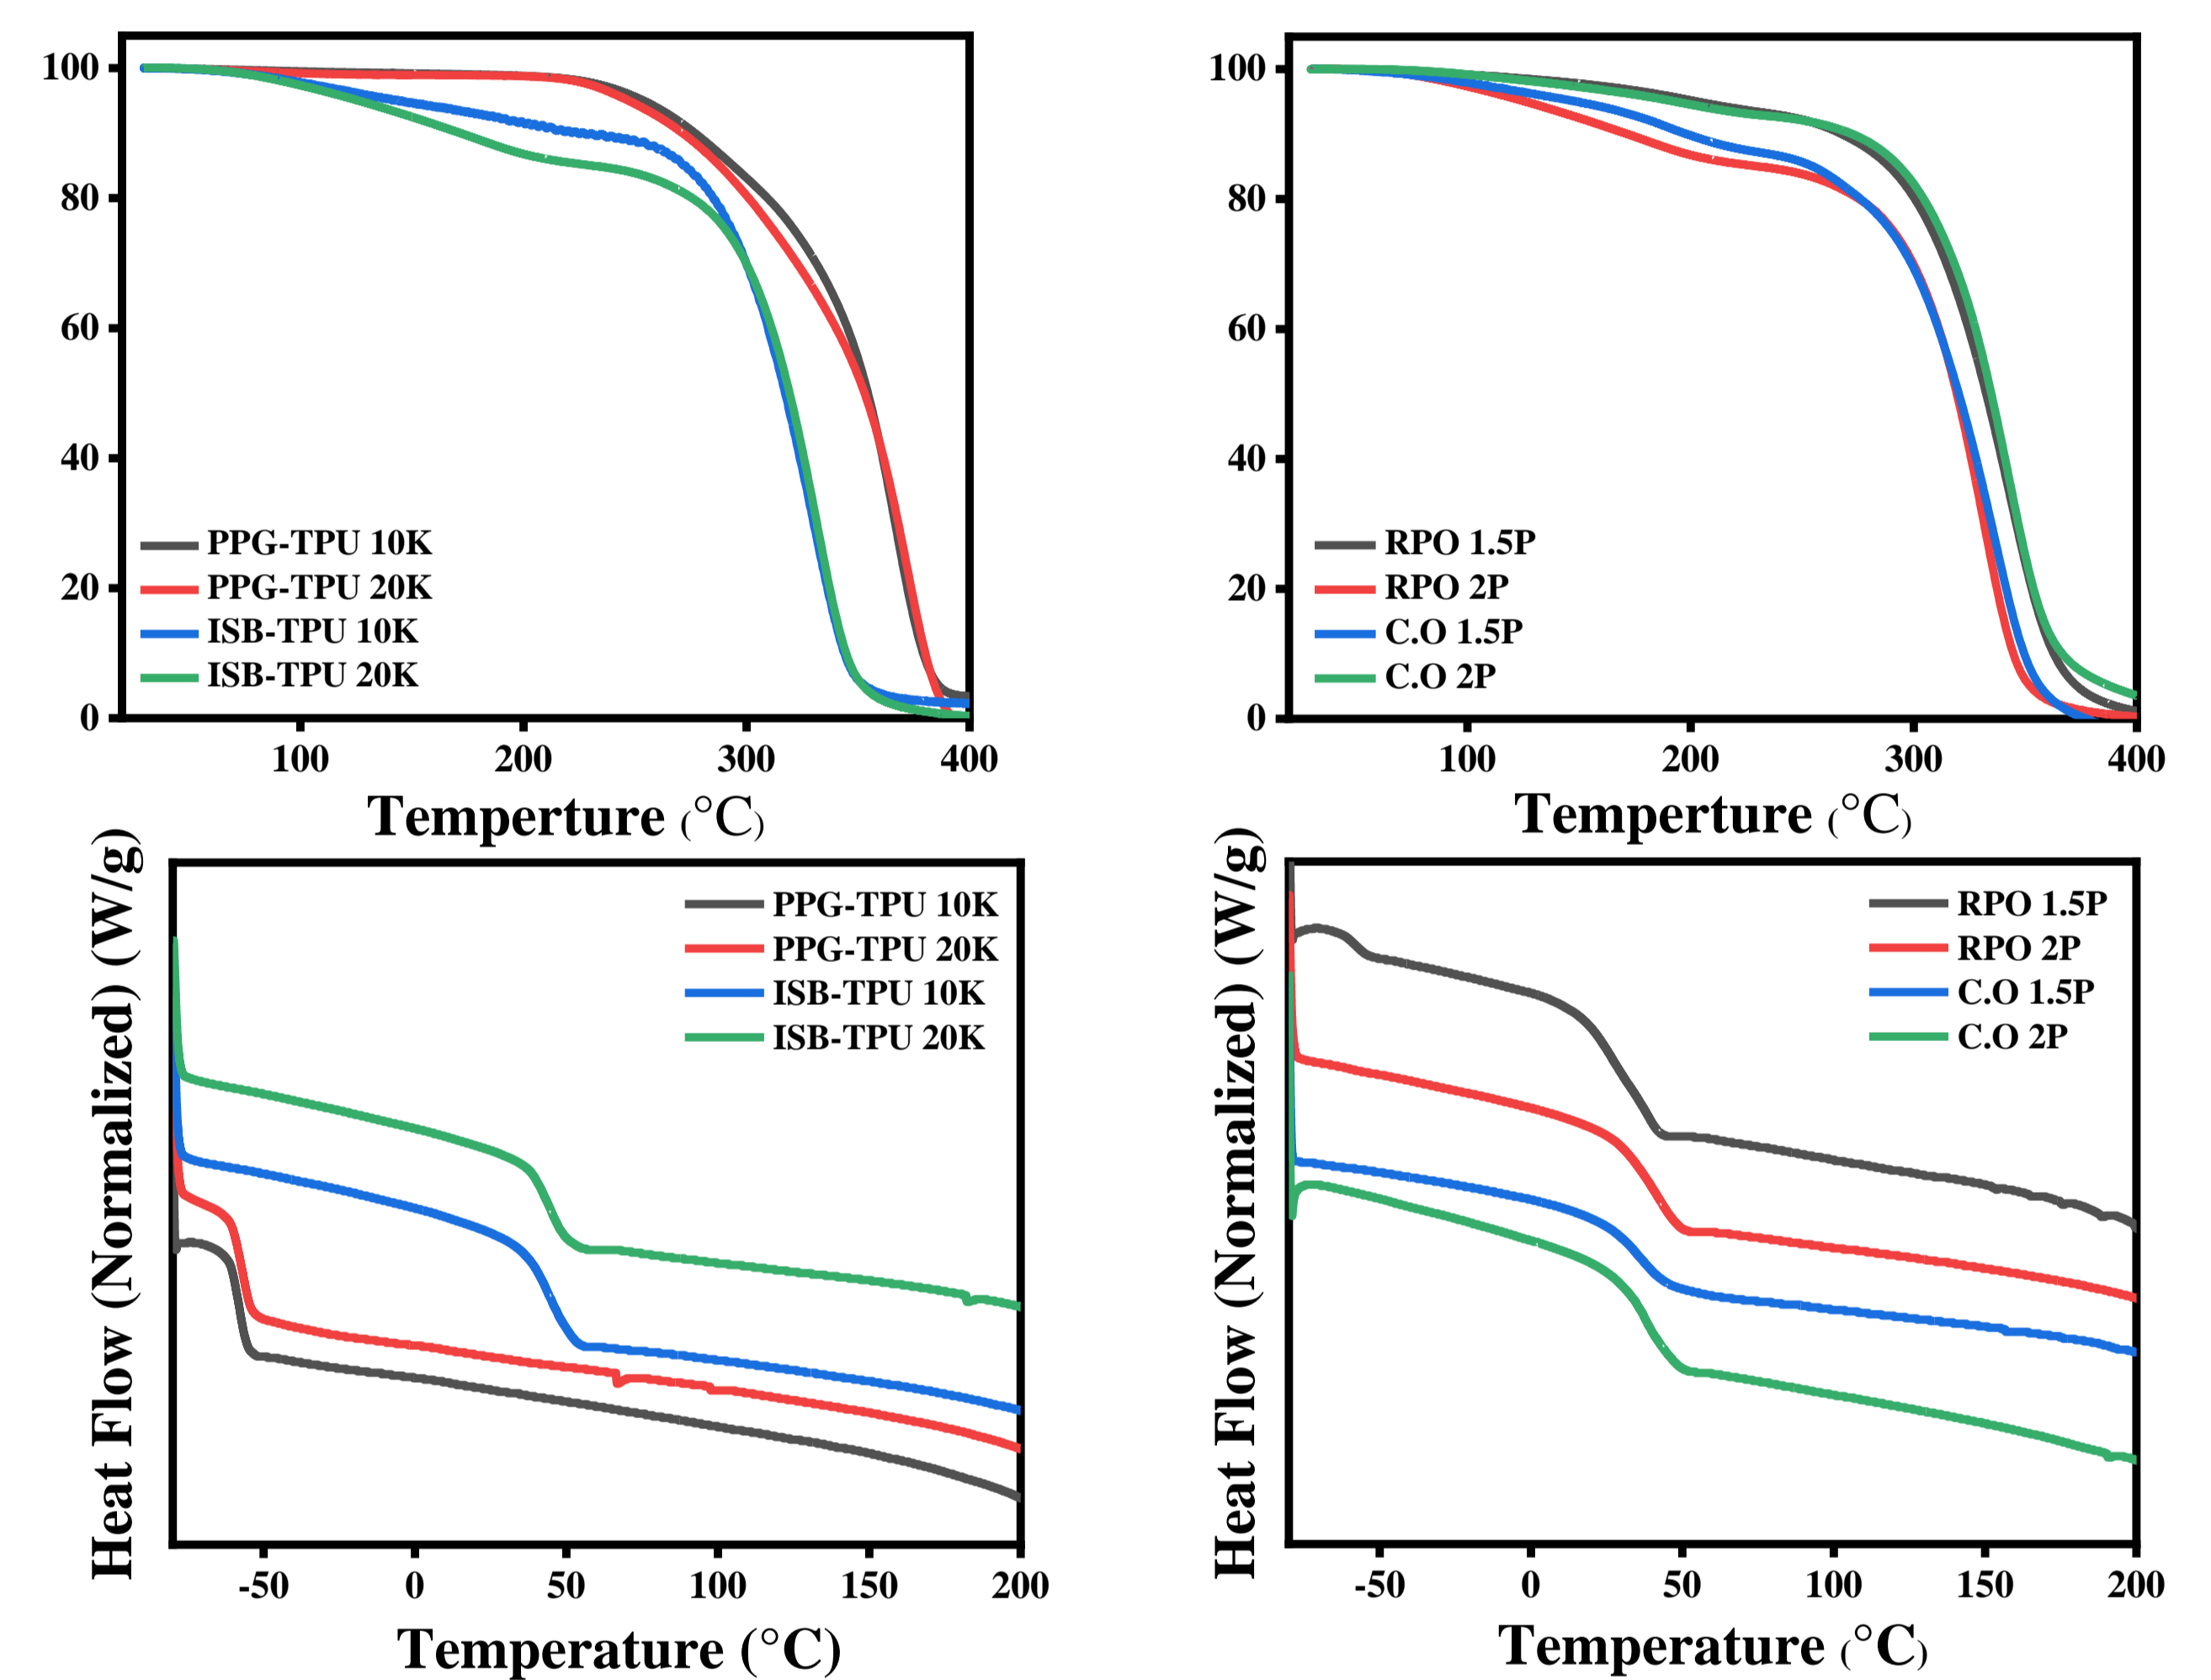 100
80
60
40
20
0
PPG-TPU 10K
PPG-TPU 20K
ISB-TPU 10K
ISB-TPU 20K
100 200 300 400
Temperture (°C)
100
80
60
40
20
0
RPO 1.5P
RPO 2P
C.O 1.5P
C.O 2P
100 200 300 400
Temperture (°C)
Heat Flow (Normalized) (W/g)
PPG-TPU 10K
PPG-TPU 20K
ISB-TPU 10K
ISB-TPU 20K
-50 0 50 100 150 200
Temperature (°C)
Heat Flow (Normalized) (W/g)
RPO 1.5P
RPO 2P
C.O 1.5P
C.O 2P
-50 0 50 100 150 200
Temperature (°C)